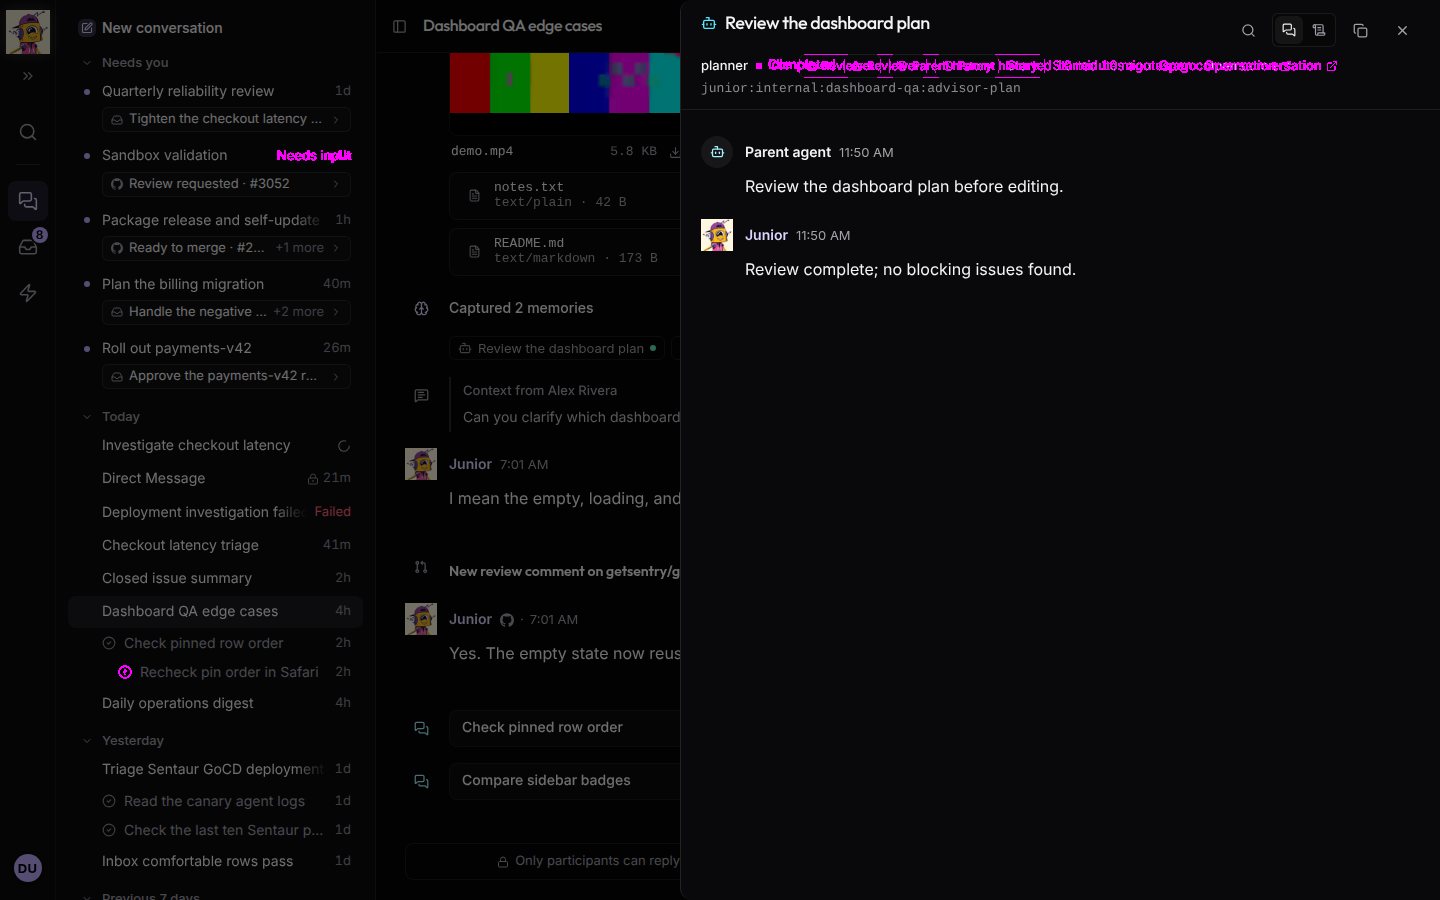 New conversation
Needs you
Quarterly reliability review 1d
Tighten the checkout latency ...
Sandbox validation
Review requested · #3052
Package release and self-update 1h
Ready to merge · #2... +1 more
Plan the billing migration 40m
Handle the negative ... +2 more
Roll out payments-v42 26m
Approve the payments-v42 r...
Today
Investigate checkout latency
Direct Message 21m
Deployment investigation failed Failed
Checkout latency triage 41m
Closed issue summary 2h
Dashboard QA edge cases 4h
Check pinned row order 2h
Recheck pin order in Safari 2h
Daily operations digest 4h
Yesterday
Triage Sentaur GoCD deployment 1d
Read the canary agent logs 1d
Check the last ten Sentaur p... 1d
Inbox comfortable rows pass 1d
Previous 7 days
8
DU
Dashboard QA edge cases
demo.mp4 5.8 KB
notes.txt
text/plain · 42 B
README.md
text/markdown · 173 B
Captured 2 memories
Review the dashboard plan
Context from Alex Rivera
Can you clarify which dashboard
Junior 7:01 AM
I mean the empty, loading, and
New review comment on getsentry/g
Junior · 7:01 AM
Yes. The empty state now reus
Check pinned row order
Compare sidebar badges
Only participants can reply
Review the dashboard plan
planner
junior:internal:dashboard-qa:advisor-plan
Parent agent 11:50 AM
Review the dashboard plan before editing.
Junior 11:50 AM
Review complete; no blocking issues found.